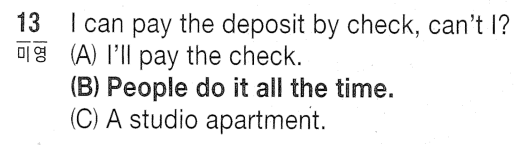 13 I can pay the deposit by check, can't I?
미영 (A) I'll pay the check.
(B) People do it all the time.
(C) A studio apartment.